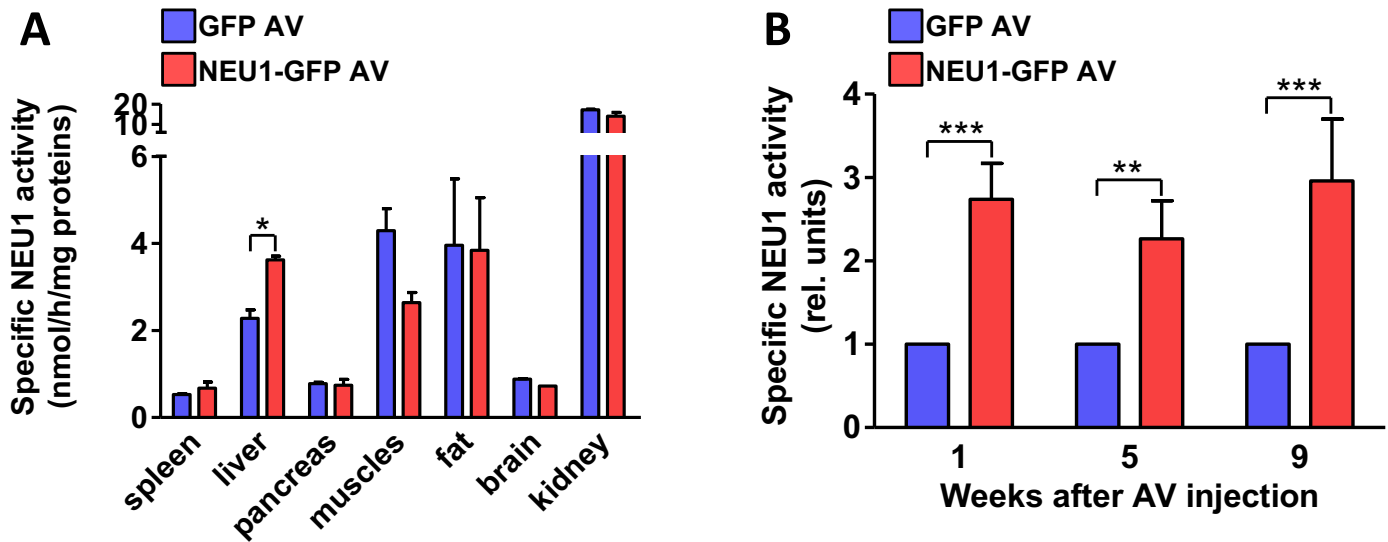 A
GFP AV
NEU1-GFP AV
Specific NEU1 activity
(nmol/h/mg proteins)
20
10
6
4
2
0
*
spleen
liver
pancreas
muscles
fat
brain
kidney
B
GFP AV
NEU1-GFP AV
Specific NEU1 activity
(rel. units)
4
3
2
1
0
***
**
***
1
5
9
Weeks after AV injection